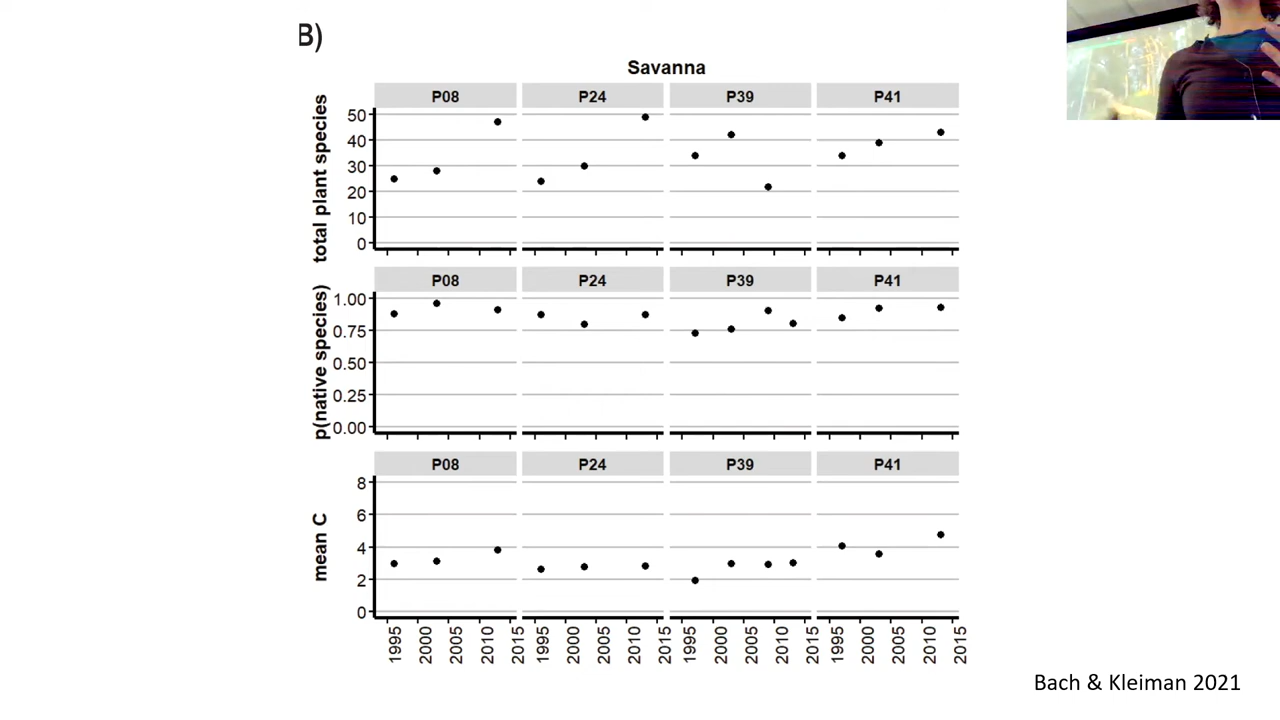 B)
Savanna
P08 P24 P39 P41
total plant species
50
40
30
20
10
0
P08 P24 P39 P41
p(native species)
1.00
0.75
0.50
0.25
0.00
P08 P24 P39 P41
mean C
8
6
4
2
0
1995 2000 2005 2010 2015 1995 2000 2005 2010 2015 1995 2000 2005 2010 2015 1995 2000 2005 2010 2015
Bach & Kleiman 2021